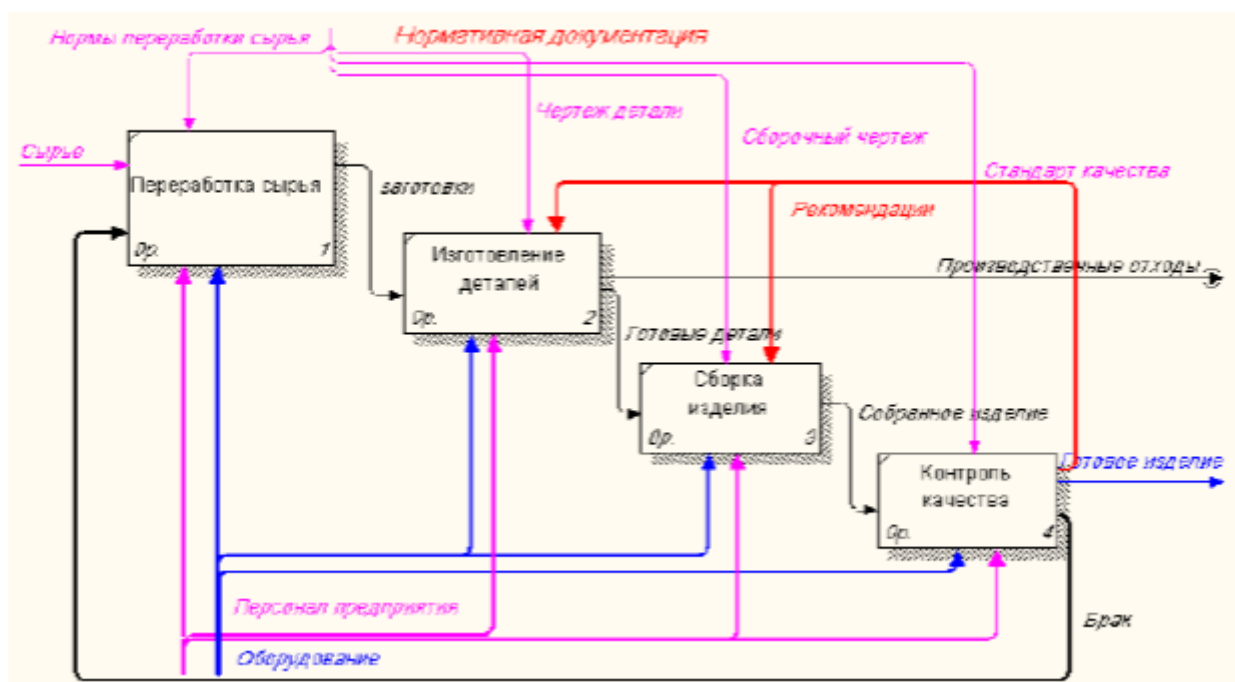 Нормы переработки сырья
Нормативная документация
Чертеж детали
Сборочный чертеж
Сырье
Стандарт качества
Переработка сырья
0р. 1
заготовки
Рекомендации
Изготовление
деталей
0р. 2
Производственные отходы
Готовые детали
Сборка
изделия
0р. 3
Собранное изделие
Готовое изделие
Контроль
качества
0р. 4
Персонал предприятия
Брак
Оборудование